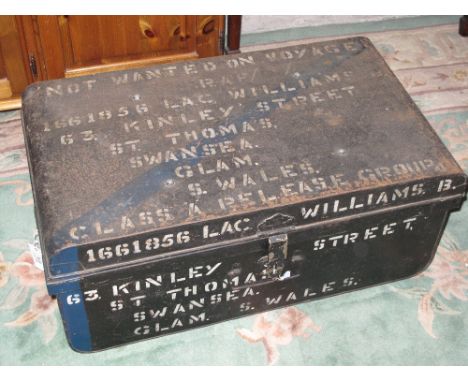 NOT WANTED ON VOYAGE
R.A.F.
1661856 LAC WILLIAMS
63. KINLEY STREET
ST. THOMAS.
SWANSEA.
GLAM.
S. WALES.
CLASS A RELEASE GROUP
1661856 LAC WILLIAMS. B.
63. KINLEY STREET.
ST THOMAS.
SWANSEA.
GLAM. S. WALES.